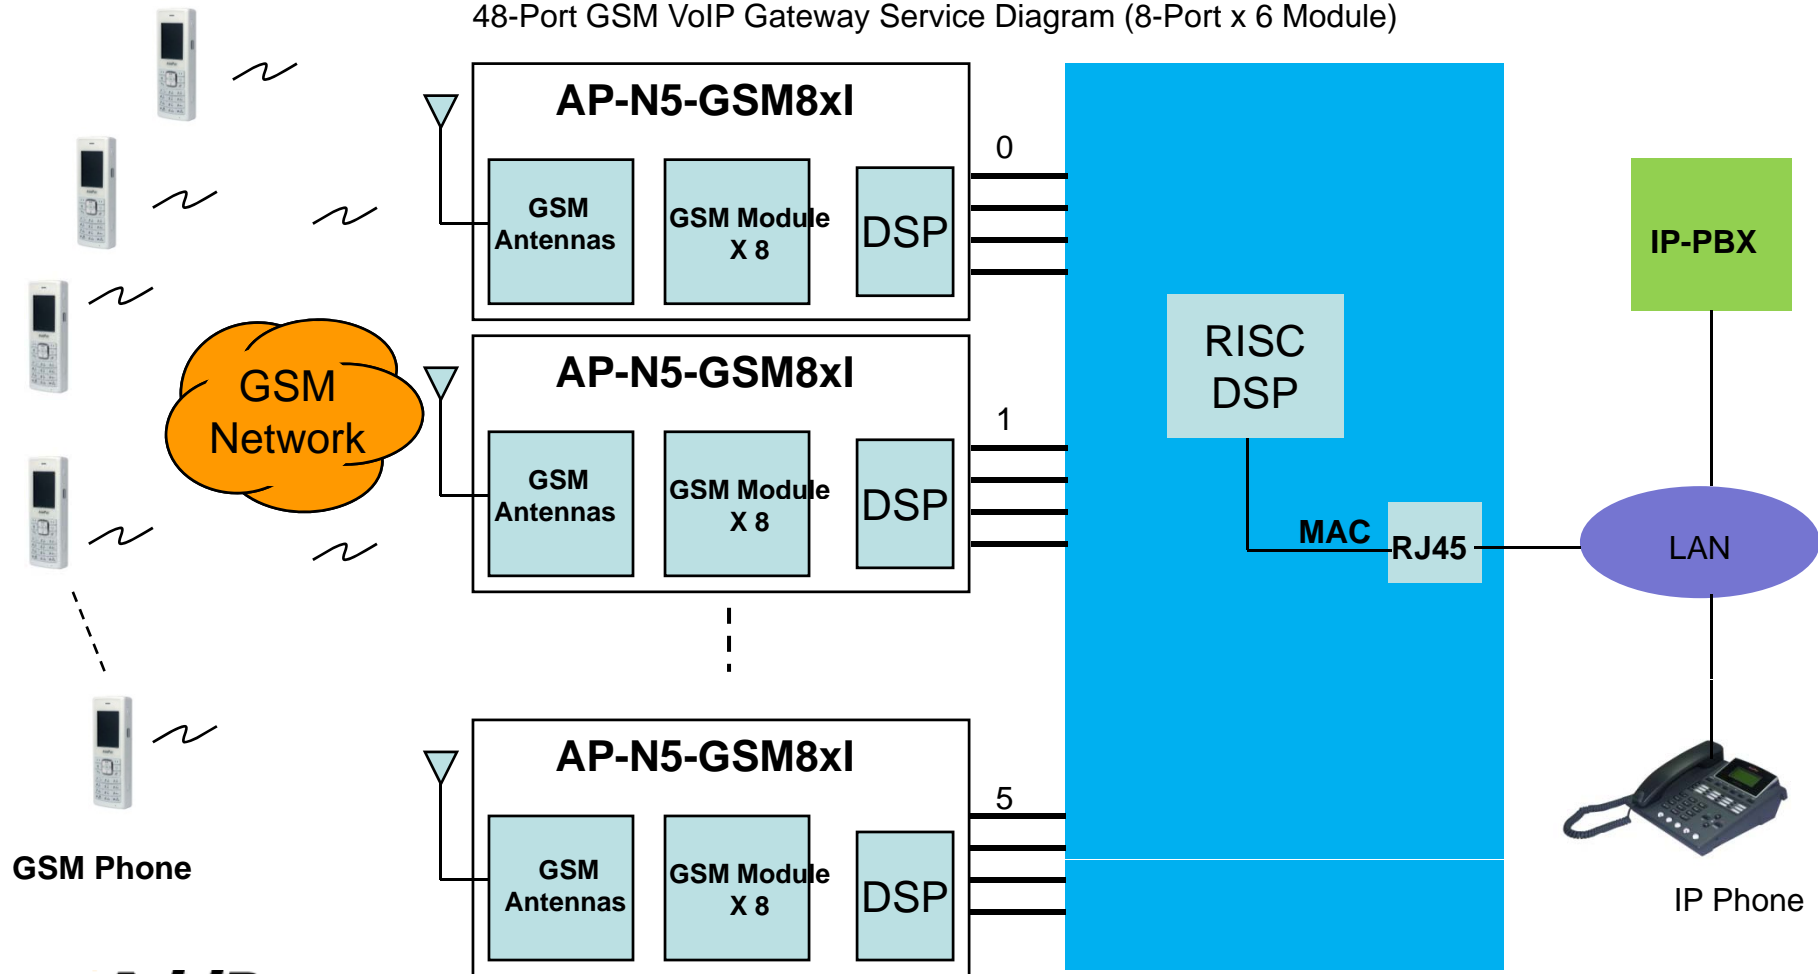 48-Port GSM VoIP Gateway Service Diagram (8-Port x 6 Module)
AP-N5-GSM8xI
GSM
Antennas
GSM Module
X 8
DSP
0
AP-N5-GSM8xI
GSM
Antennas
GSM Module
X 8
DSP
1
AP-N5-GSM8xI
GSM
Antennas
GSM Module
X 8
DSP
5
GSM
Network
GSM Phone
RISC
DSP
MAC
RJ45
IP-PBX
LAN
IP Phone